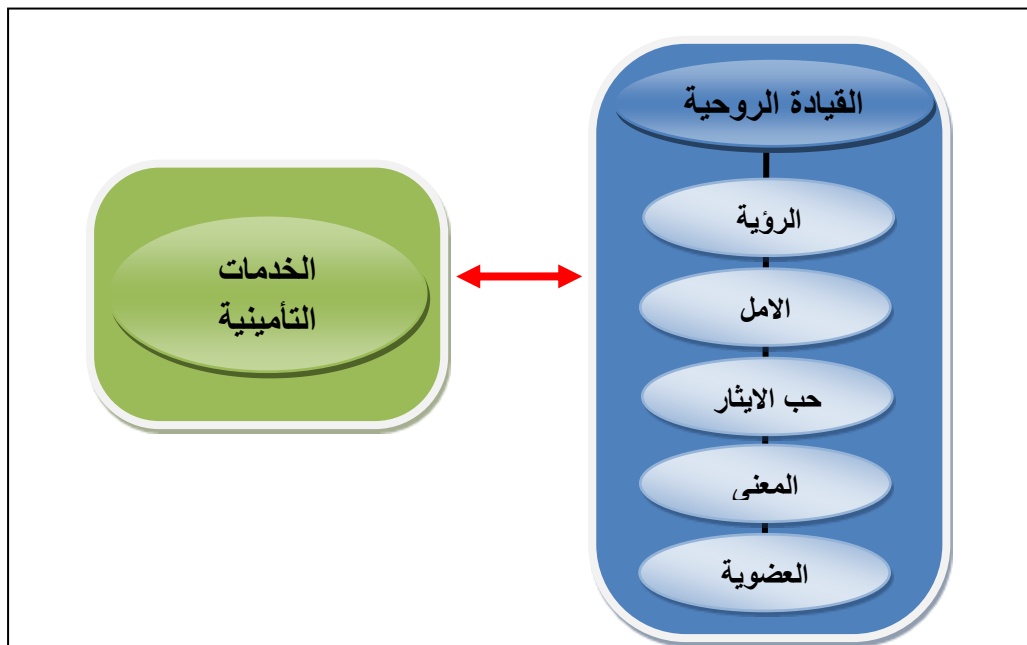 القيادة الروحية
الرؤية
الامل
حب الايثار
المعنى
العضوية
الخدمات
التأمينية